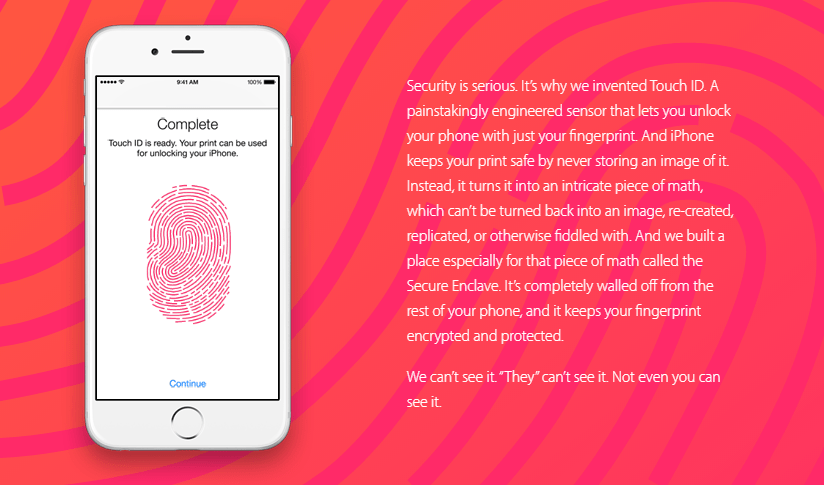 9:41 AM
100%
Complete
Touch ID is ready. Your print can be used
for unlocking your iPhone.
Continue
Security is serious. It’s why we invented Touch ID. A
painstakingly engineered sensor that lets you unlock
your phone with just your fingerprint. And iPhone
keeps your print safe by never storing an image of it.
Instead, it turns it into an intricate piece of math,
which can’t be turned back into an image, re-created,
replicated, or otherwise fiddled with. And we built a
place especially for that piece of math called the
Secure Enclave. It’s completely walled off from the
rest of your phone, and it keeps your fingerprint
encrypted and protected.
We can’t see it. “They” can’t see it. Not even you can
see it.